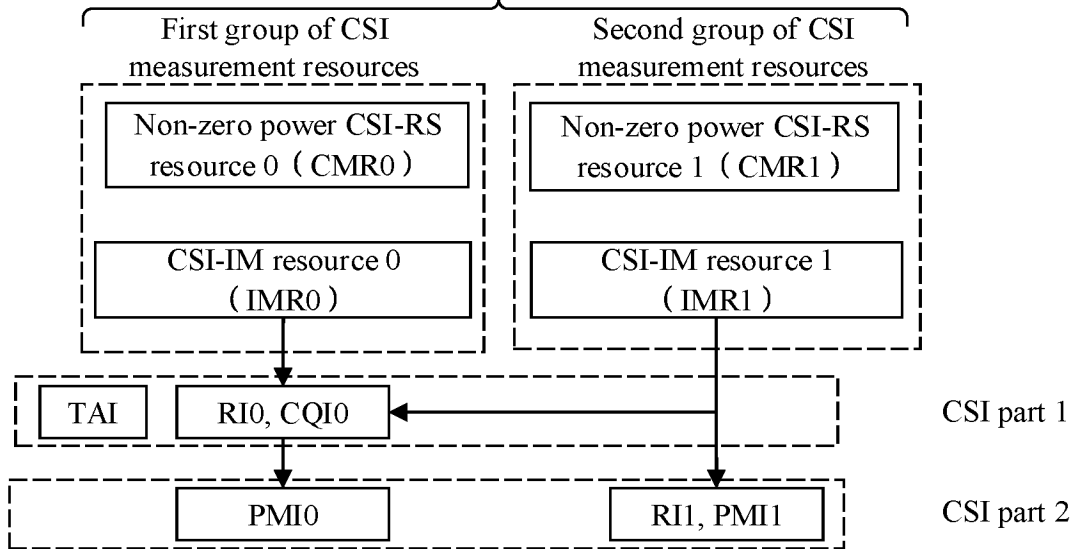 First group of CSI
measurement resources
Second group of CSI
measurement resources
Non-zero power CSI-RS
resource 0（CMR0）
Non-zero power CSI-RS
resource 1（CMR1）
CSI-IM resource 0
（IMR0）
CSI-IM resource 1
（IMR1）
TAI
RI0, CQI0
CSI part 1
PMI0
RI1, PMI1
CSI part 2